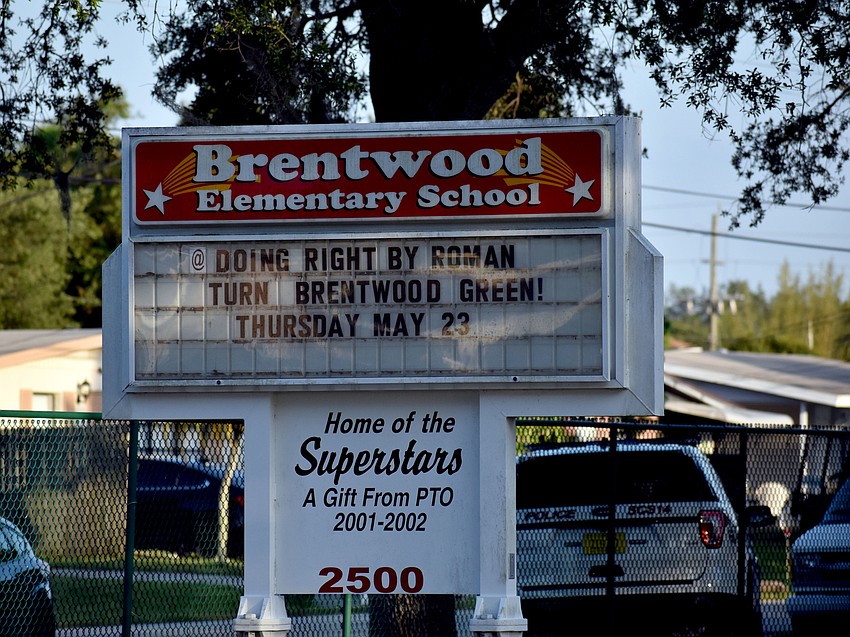 Brentwood
Elementary School
@ DOING RIGHT BY ROMAN
TURN BRENTWOOD GREEN!
THURSDAY MAY 23
Home of the
Superstars
A Gift From PTO
2001-2002
2500
POLICE